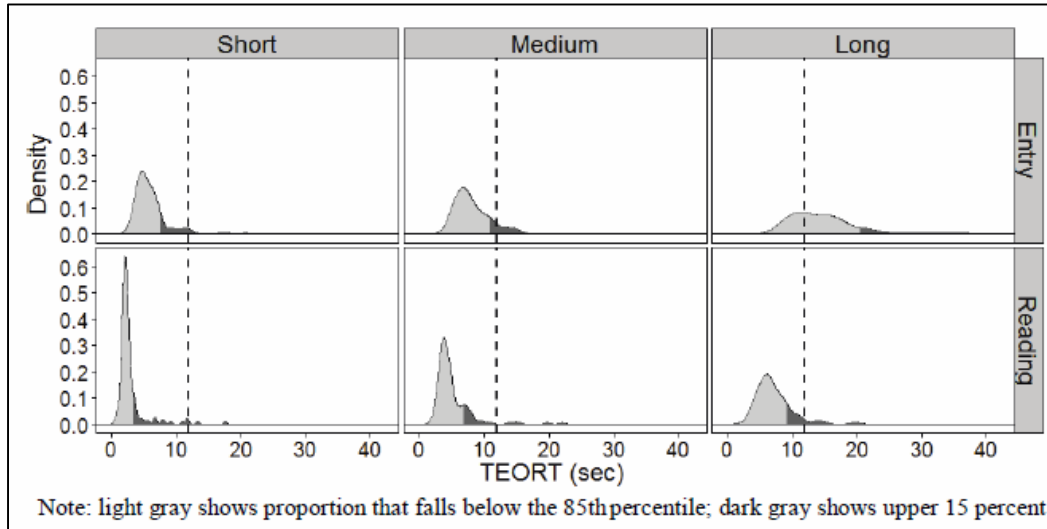 Short Medium Long
0.6
0.5
0.4
0.3
0.2
0.1
0.0
Entry
0.6
0.5
0.4
0.3
0.2
0.1
0.0
Reading
Density
0 10 20 30 40 0 10 20 30 40 0 10 20 30 40
TEORT (sec)
Note: light gray shows proportion that falls below the 85th percentile; dark gray shows upper 15 percent